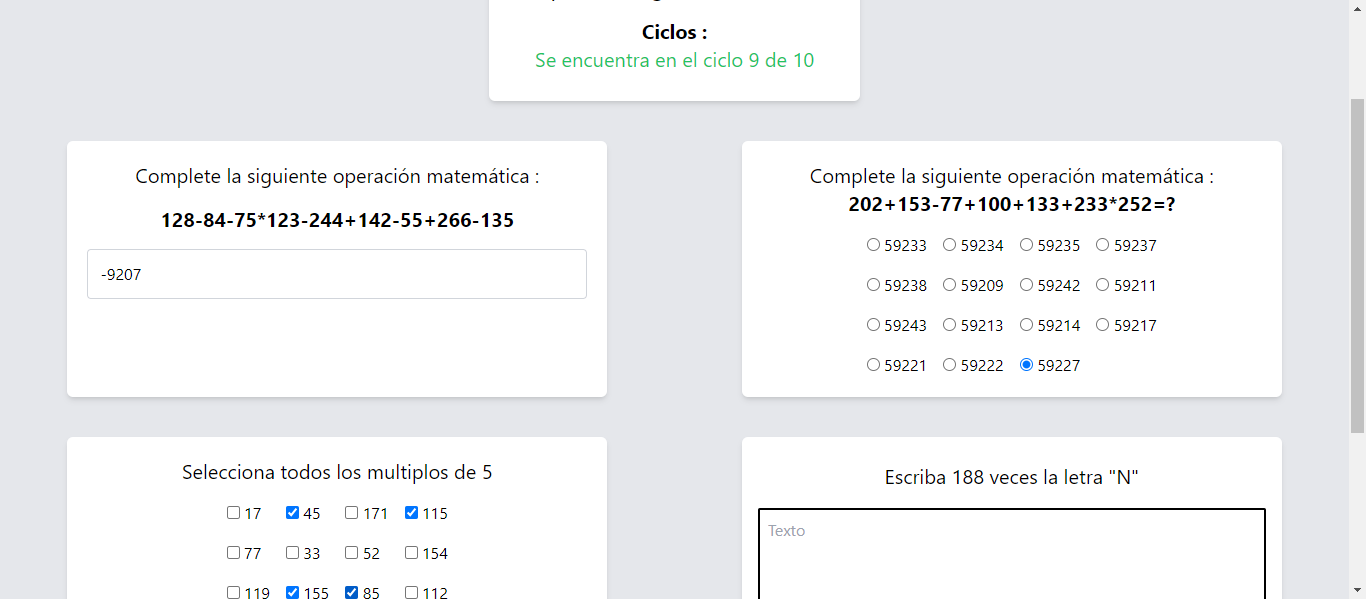 Ciclos :
Se encuentra en el ciclo 9 de 10
Complete la siguiente operación matemática :
128-84-75*123-244+142-55+266-135
-9207
Complete la siguiente operación matemática :
202+153-77+100+133+233*252=?
59233 59234 59235 59237
59238 59209 59242 59211
59243 59213 59214 59217
59221 59222 59227
Selecciona todos los multiplos de 5
17 45 171 115
77 33 52 154
119 155 85 112
Escriba 188 veces la letra "N"
Texto